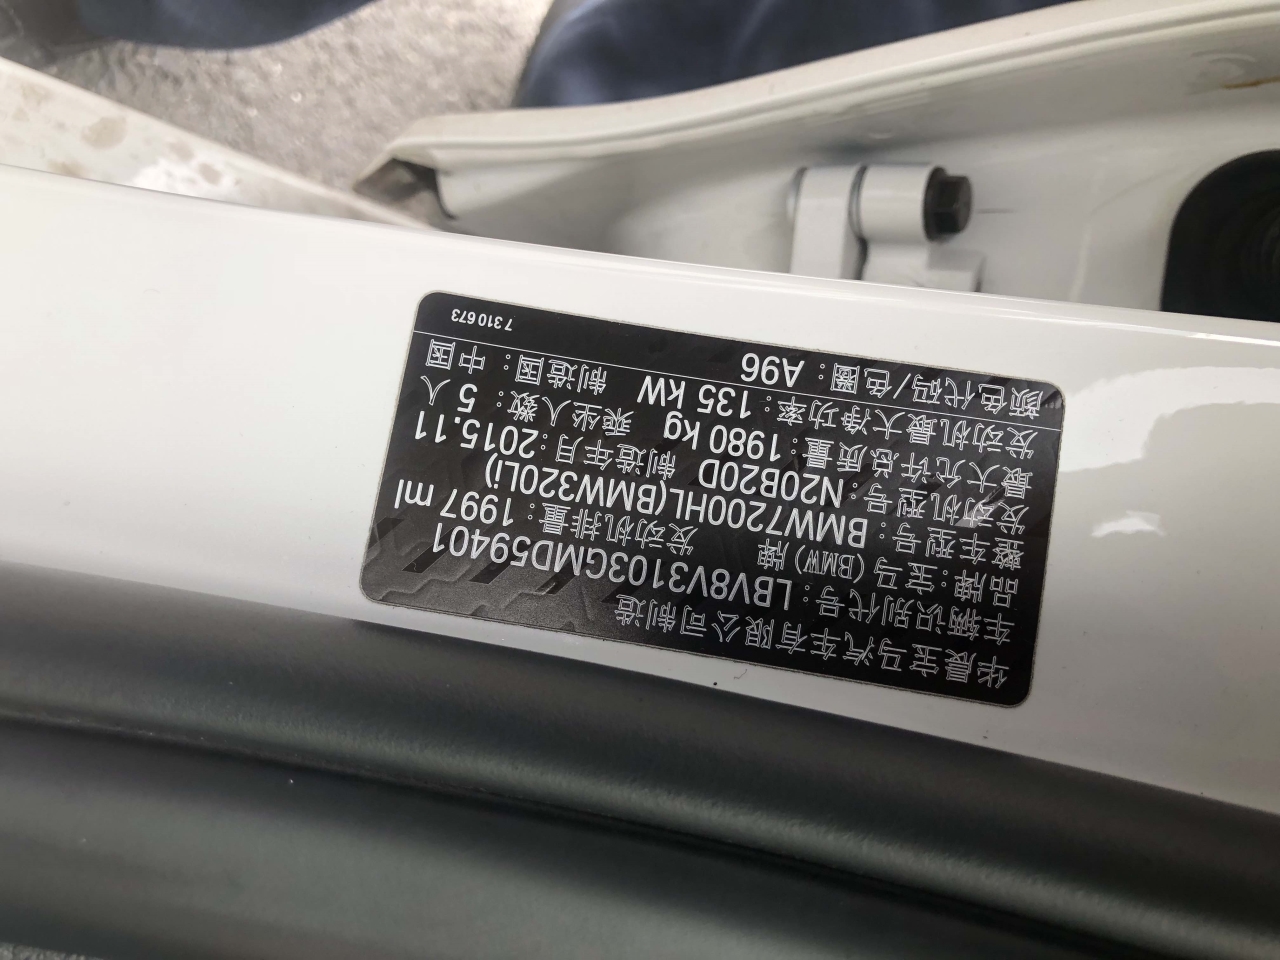 华晨宝马汽车有限公司制造
车辆识别代号：LBV8V3103GMD59401
品牌：宝马（BMW）牌 发动机排量：1997 ml
整车型号：BMW7200HL(BMW320Li)
发动机型号：N20B20D 制造年月：2015.11
最大允许总质量：1980 kg 乘坐人数：5 人
发动机最大净功率：135 kW 制造国：中国
颜色代码/色圈：A96
7 310 673